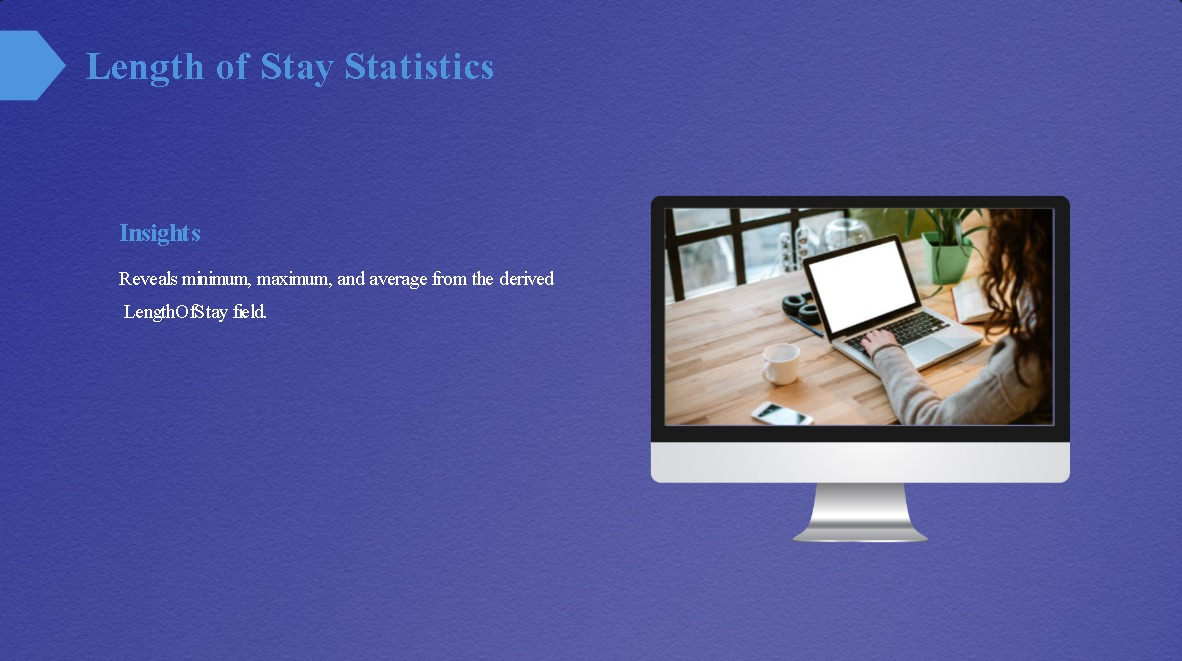 Length of Stay Statistics
Insights
Reveals minimum, maximum, and average from the derived
LengthOfStay field.